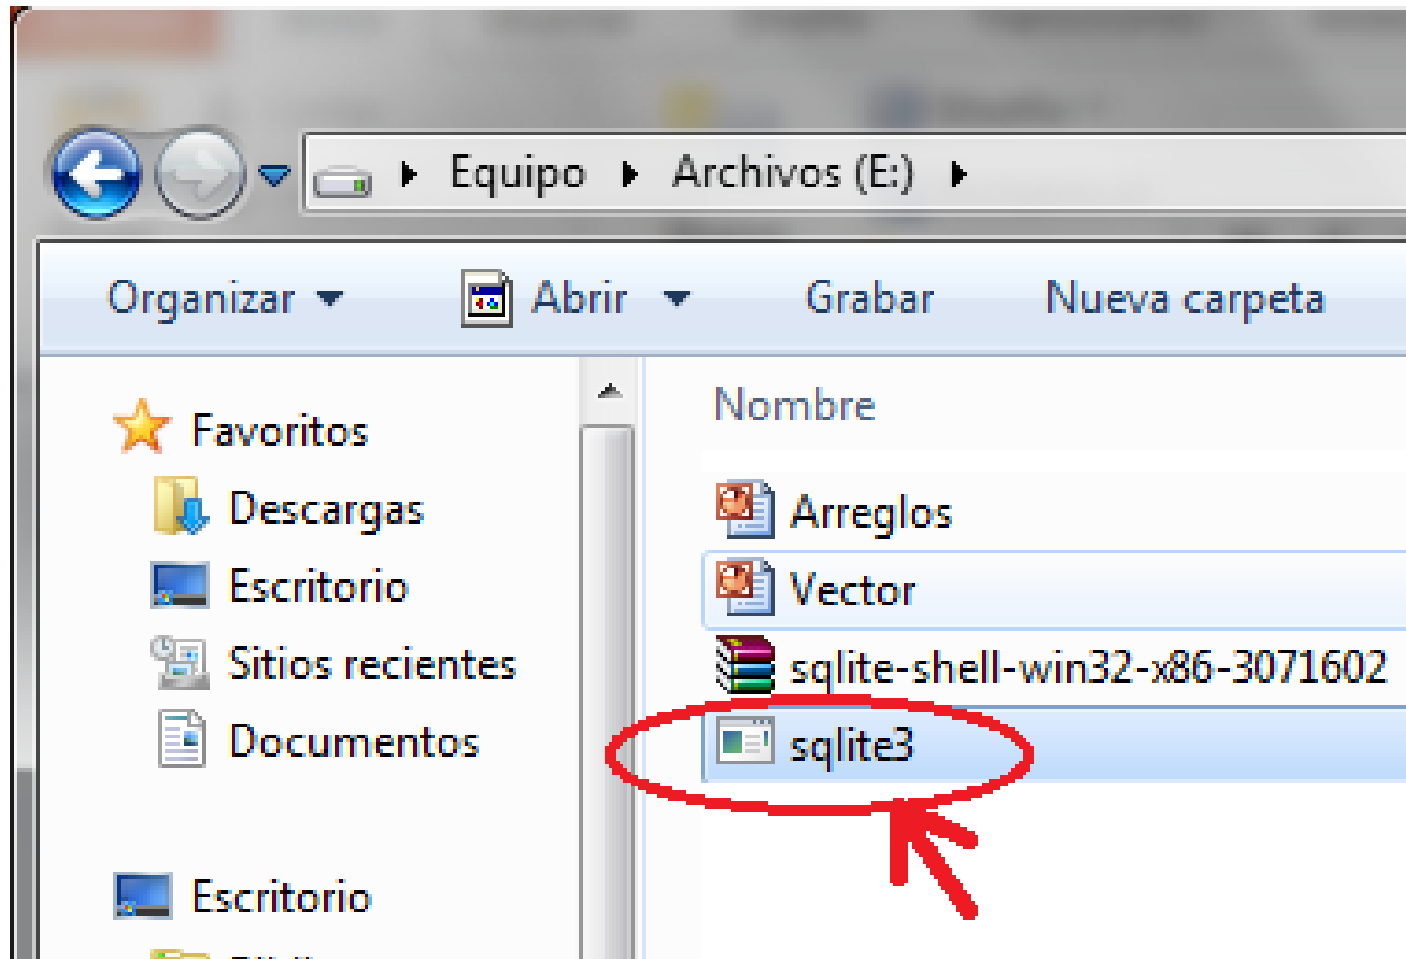 Equipo Archivos (E:)
Organizar Abrir Grabar Nueva carpeta
Nombre
Favoritos
Descargas
Escritorio
Sitios recientes
Documentos
Escritorio
Arreglos
Vector
sqlite-shell-win32-x86-3071602
sqlite3